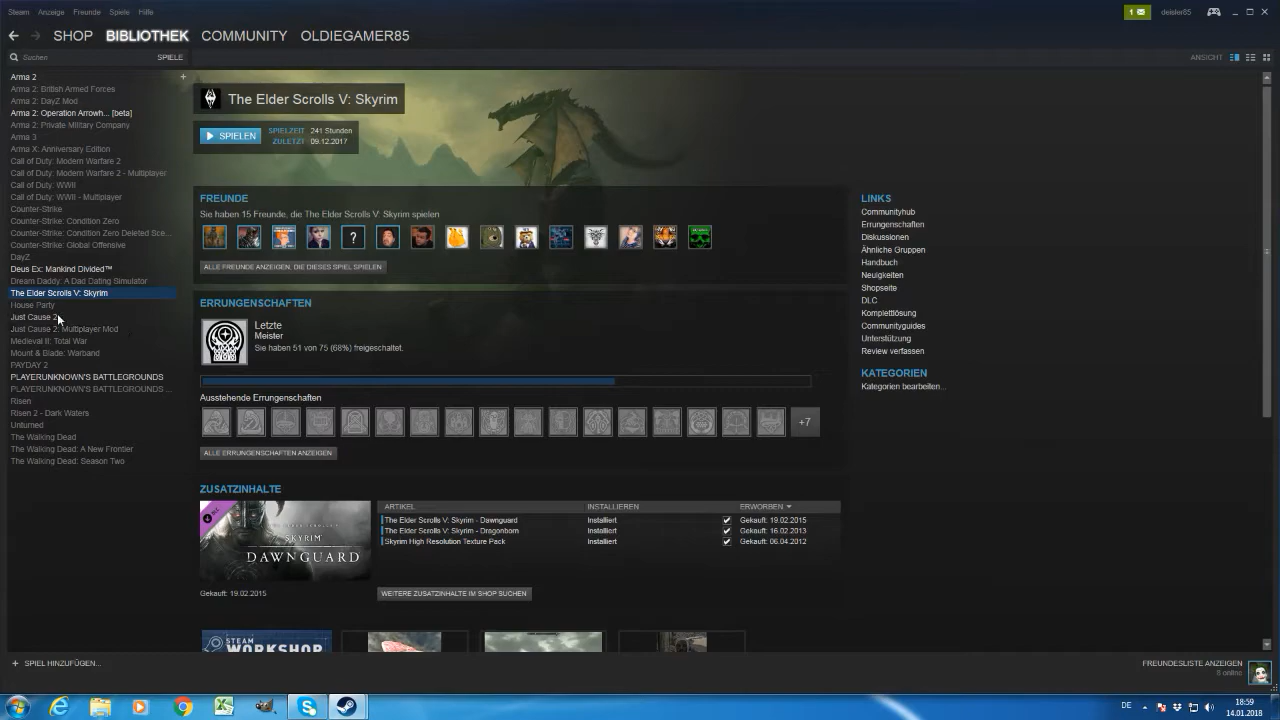 Steam Anzeige Freunde Spiele Hilfe
1 deisler85
SHOP BIBLIOTHEK COMMUNITY OLDIEGAMER85
Suchen SPIELE ANSICHT
Arma 2 +
Arma 2: British Armed Forces
Arma 2: DayZ Mod
Arma 2: Operation Arrowh... [beta]
Arma 2: Private Military Company
Arma 3
Arma X: Anniversary Edition
Call of Duty: Modern Warfare 2
Call of Duty: Modern Warfare 2 - Multiplayer
Call of Duty: WWII
Call of Duty: WWII - Multiplayer
Counter-Strike
Counter-Strike: Condition Zero
Counter-Strike: Condition Zero Deleted Sce...
Counter-Strike: Global Offensive
DayZ
Deus Ex: Mankind Divided™
Dream Daddy: A Dad Dating Simulator
The Elder Scrolls V: Skyrim
House Party
Just Cause 2
Just Cause 2: Multiplayer Mod
Medieval II: Total War
Mount & Blade: Warband
PAYDAY 2
PLAYERUNKNOWN'S BATTLEGROUNDS
PLAYERUNKNOWN'S BATTLEGROUNDS ...
Risen
Risen 2 - Dark Waters
Unturned
The Walking Dead
The Walking Dead: A New Frontier
The Walking Dead: Season Two
The Elder Scrolls V: Skyrim
SPIELEN
SPIELZEIT 241 Stunden
ZULETZT 09.12.2017
FREUNDE
Sie haben 15 Freunde, die The Elder Scrolls V: Skyrim spielen
?
ALLE FREUNDE ANZEIGEN, DIE DIESES SPIEL SPIELEN
ERRUNGENSCHAFTEN
Letzte
Meister
Sie haben 51 von 75 (68%) freigeschaltet.
Ausstehende Errungenschaften
+7
ALLE ERRUNGENSCHAFTEN ANZEIGEN
ZUSATZINHALTE
DLC
SKYRIM
DAWNGUARD
Gekauft: 19.02.2015
ARTIKEL INSTALLIEREN ERWORBEN
The Elder Scrolls V: Skyrim - Dawnguard Installiert Gekauft: 19.02.2015
The Elder Scrolls V: Skyrim - Dragonborn Installiert Gekauft: 16.02.2013
Skyrim High Resolution Texture Pack Installiert Gekauft: 06.04.2012
WEITERE ZUSATZINHALTE IM SHOP SUCHEN
STEAM
WORKSHOP
LINKS
Communityhub
Errungenschaften
Diskussionen
Ähnliche Gruppen
Handbuch
Neuigkeiten
Shopseite
DLC
Komplettlösung
Communityguides
Unterstützung
Review verfassen
KATEGORIEN
Kategorien bearbeiten...
+ SPIEL HINZUFÜGEN...
FREUNDESLISTE ANZEIGEN
8 online
DE
18:59
14.01.2018